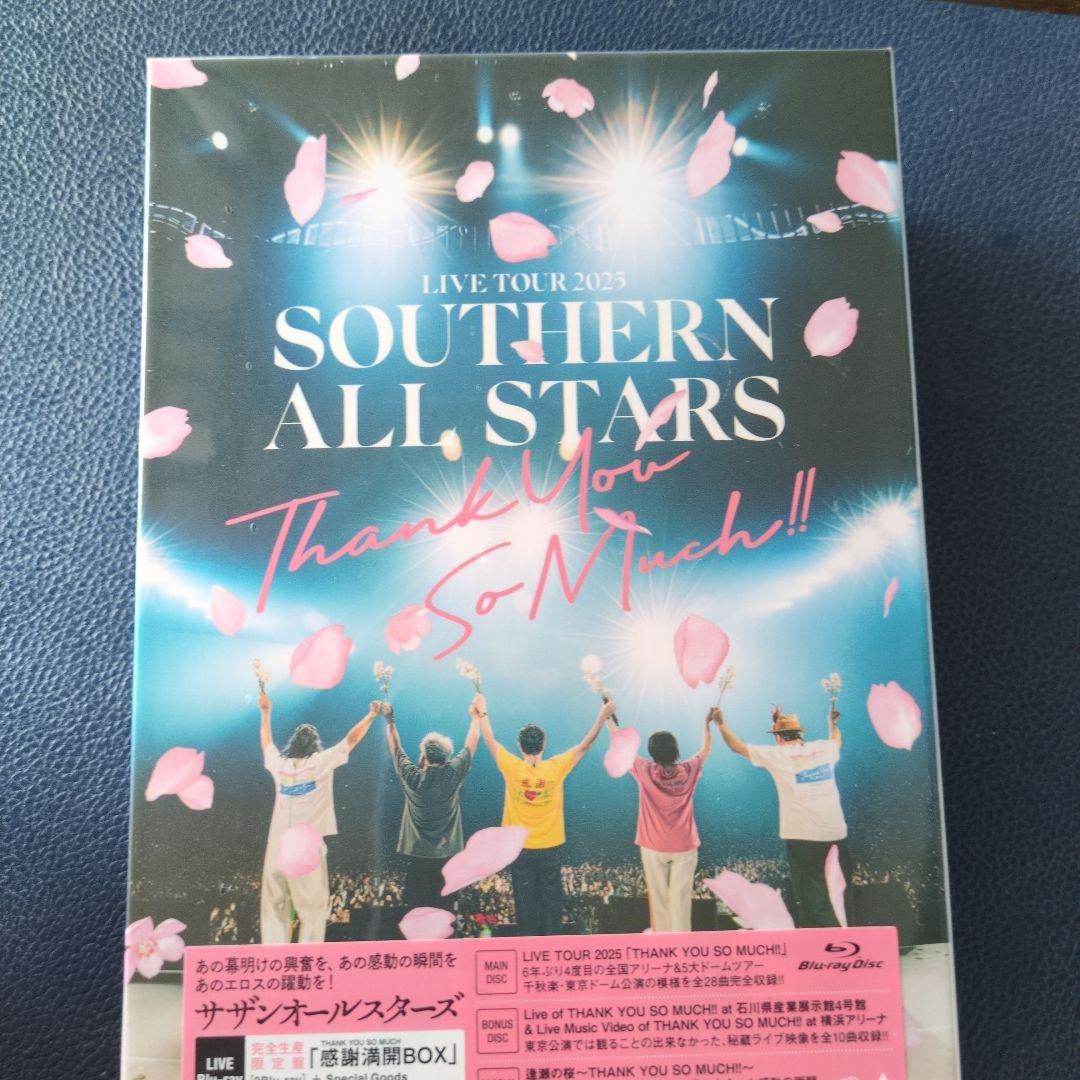 LIVE TOUR 2025
SOUTHERN
ALL STARS
Thank You
So Much!!
あの幕明けの興奮を、あの感動の瞬間を
あのエロスの躍動を!
サザンオールスターズ
LIVE
Blu-ray
完全生産
限定盤
THANK YOU SO MUCH
「感謝満開BOX」
[2Blu-ray] + Special Goods
MAIN
DISC
LIVE TOUR 2025「THANK YOU SO MUCH!!」
6年ぶり4度目の全国アリーナ&5大ドームツアー
千秋楽・東京ドーム公演の模様を全28曲完全収録!!
Blu-ray Disc
BONUS
DISC
Live of THANK YOU SO MUCH!! at 石川県産業展示館4号館
& Live Music Video of THANK YOU SO MUCH!! at 横浜アリーナ
東京公演では観ることの出来なかった、秘蔵ライブ映像を全10曲収録!!
逢瀬の桜～THANK YOU SO MUCH!!～